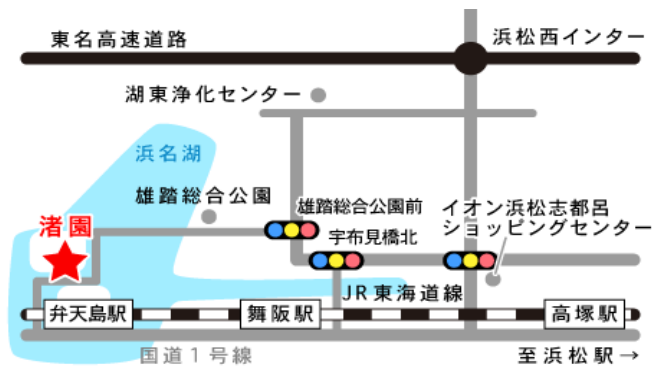 東名高速道路
浜松西インター
湖東浄化センター
浜名湖
雄踏総合公園
雄踏総合公園前
イオン浜松志都呂
ショッピングセンター
渚園
宇布見橋北
JR東海道線
弁天島駅
舞阪駅
高塚駅
国道1号線
至浜松駅→